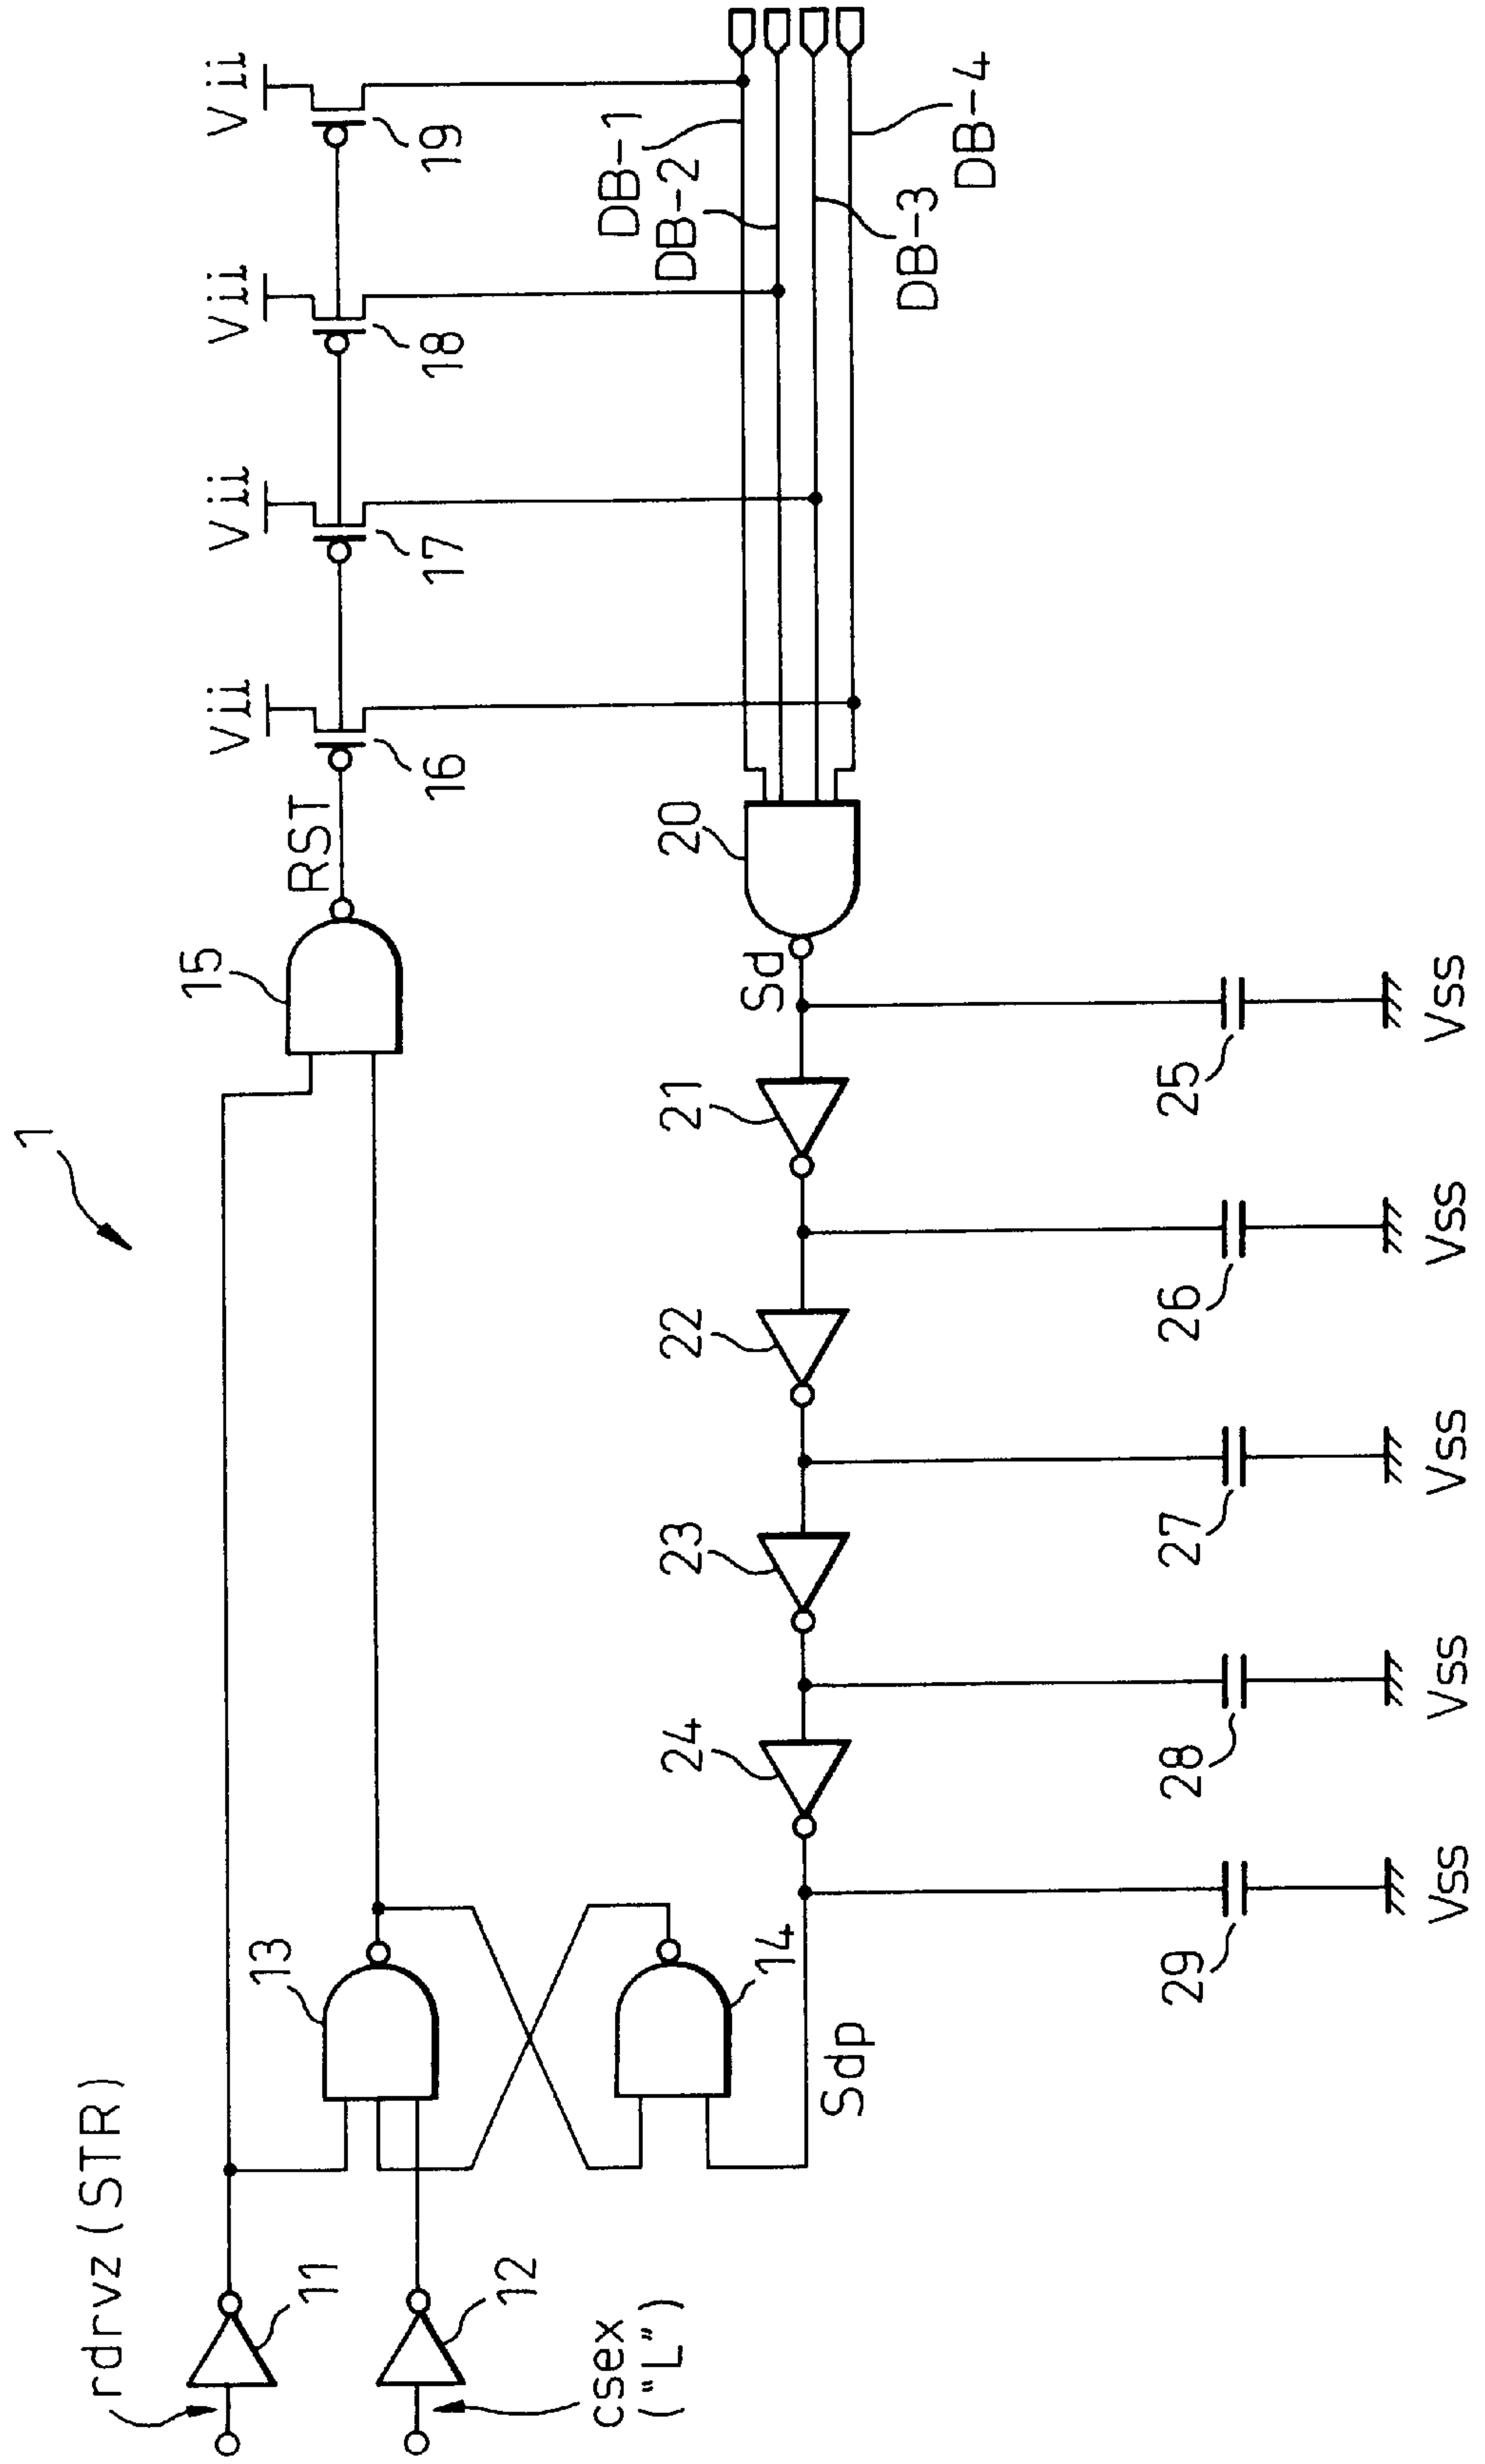 1
rdrvz (STR)
11
csex
("L")
12
13
14
Sdp
15
RST
Vii
16
Vii
17
Vii
18
Vii
19
DB-1
DB-2
DB-3
DB-4
20
Sd
21
22
23
24
25
Vss
26
Vss
27
Vss
28
Vss
29
Vss